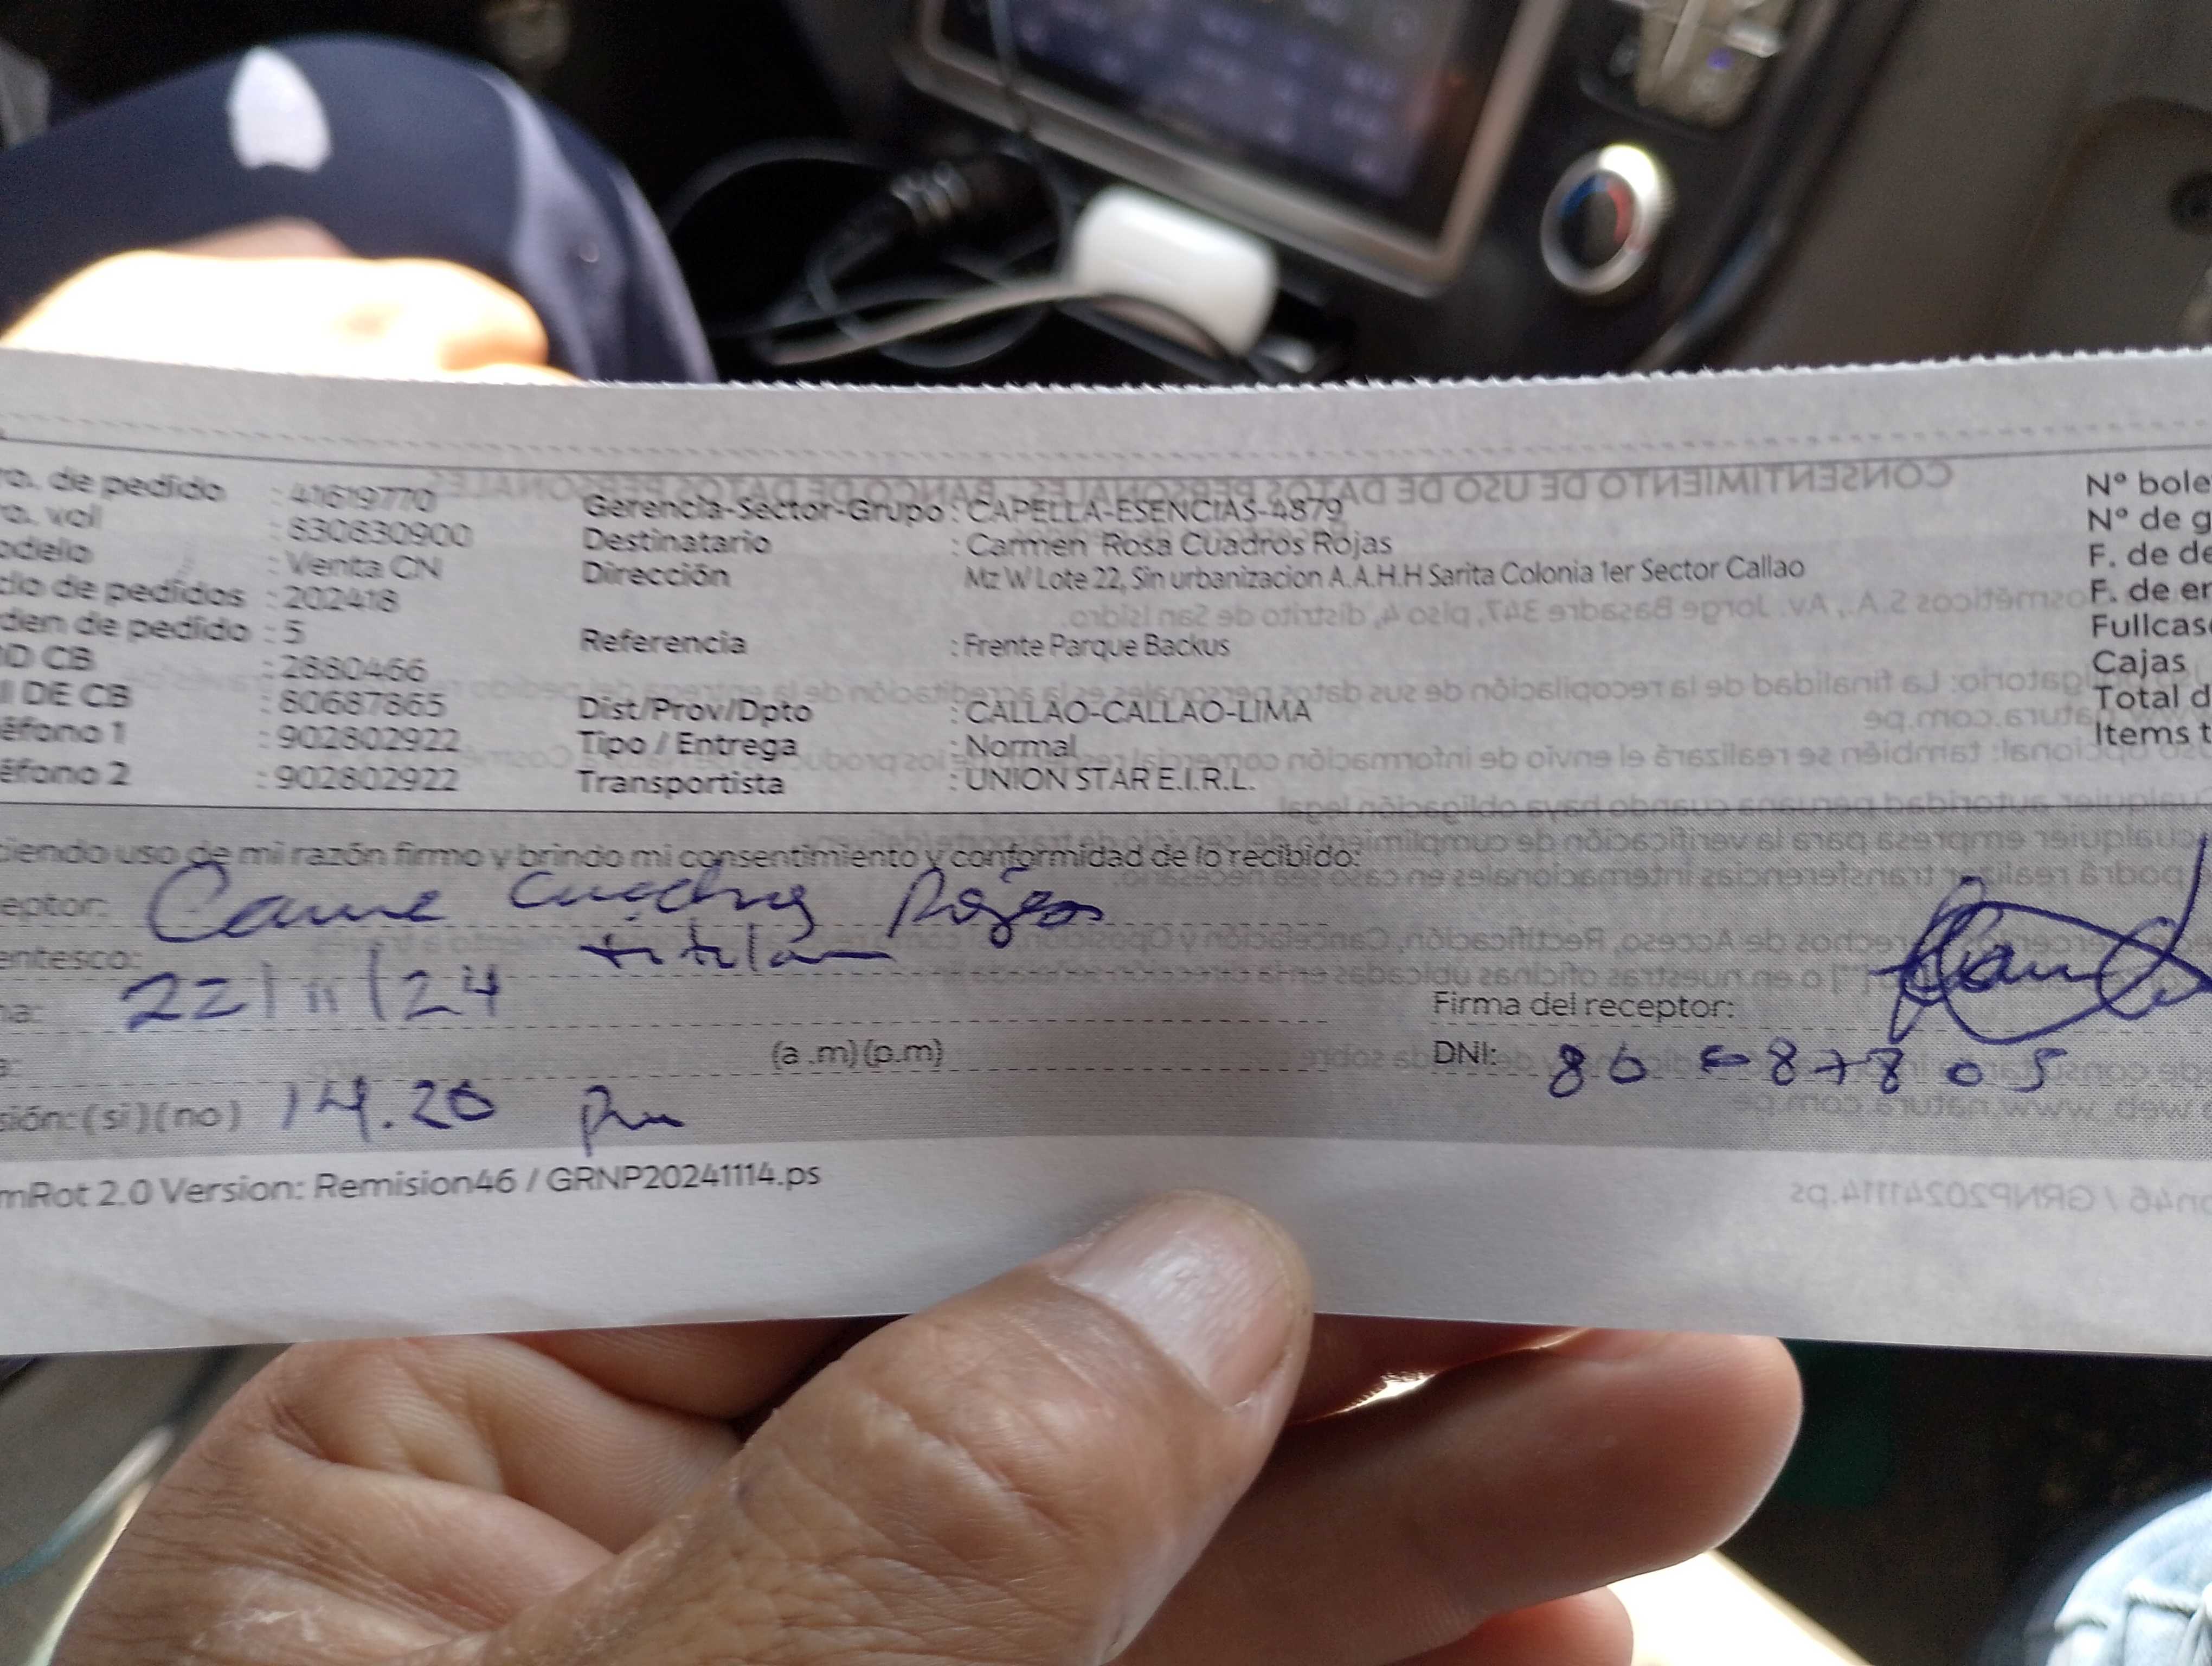 ro. de pedido : 41619770
ro. val : 830630900
odelo : Venta CN
clo de pedidos : 202418
den de pedido : 5
D CB : 2880466
I DE CB : 80687865
éfono 1 : 902802922
éfono 2 : 902802922
Gerencia-Sector-Grupo : CAPELLA-ESENCIAS-4879
Destinatario : Carmen Rosa Cuadros Rojas
Dirección Mz W Lote 22, Sin urbanizacion A.A.H.H Sarita Colonia 1er Sector Callao
Referencia : Frente Parque Backus
Dist/Prov/Dpto : CALLAO-CALLAO-LIMA
Tipo / Entrega : Normal
Transportista : UNION STAR E.I.R.L.
Nº bole
Nº de g
F. de de
F. de en
Fullcas
Cajas
Total d
Items t
ciendo uso de mi razón firmo y brindo mi consentimiento y conformidad de lo recibido:
eptor: Carme Cuadros Rojas
entesco: titular
ha: 22/11/24
a: (a .m)(p.m)
sión: (si)(no) 14.20 pm
Firma del receptor:
DNI:
mRot 2.0 Version: Remision46 / GRNP20241114.ps